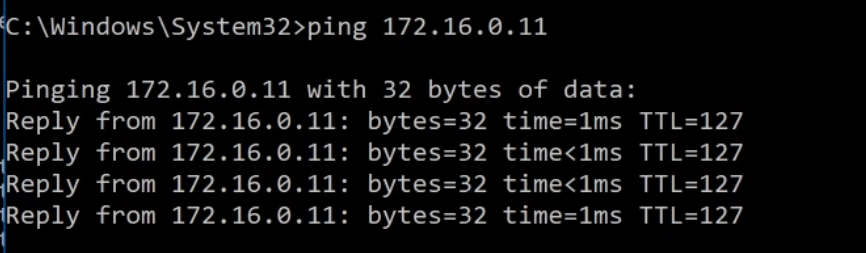 C:\Windows\System32>ping 172.16.0.11
Pinging 172.16.0.11 with 32 bytes of data:
Reply from 172.16.0.11: bytes=32 time=1ms TTL=127
Reply from 172.16.0.11: bytes=32 time<1ms TTL=127
Reply from 172.16.0.11: bytes=32 time<1ms TTL=127
Reply from 172.16.0.11: bytes=32 time=1ms TTL=127